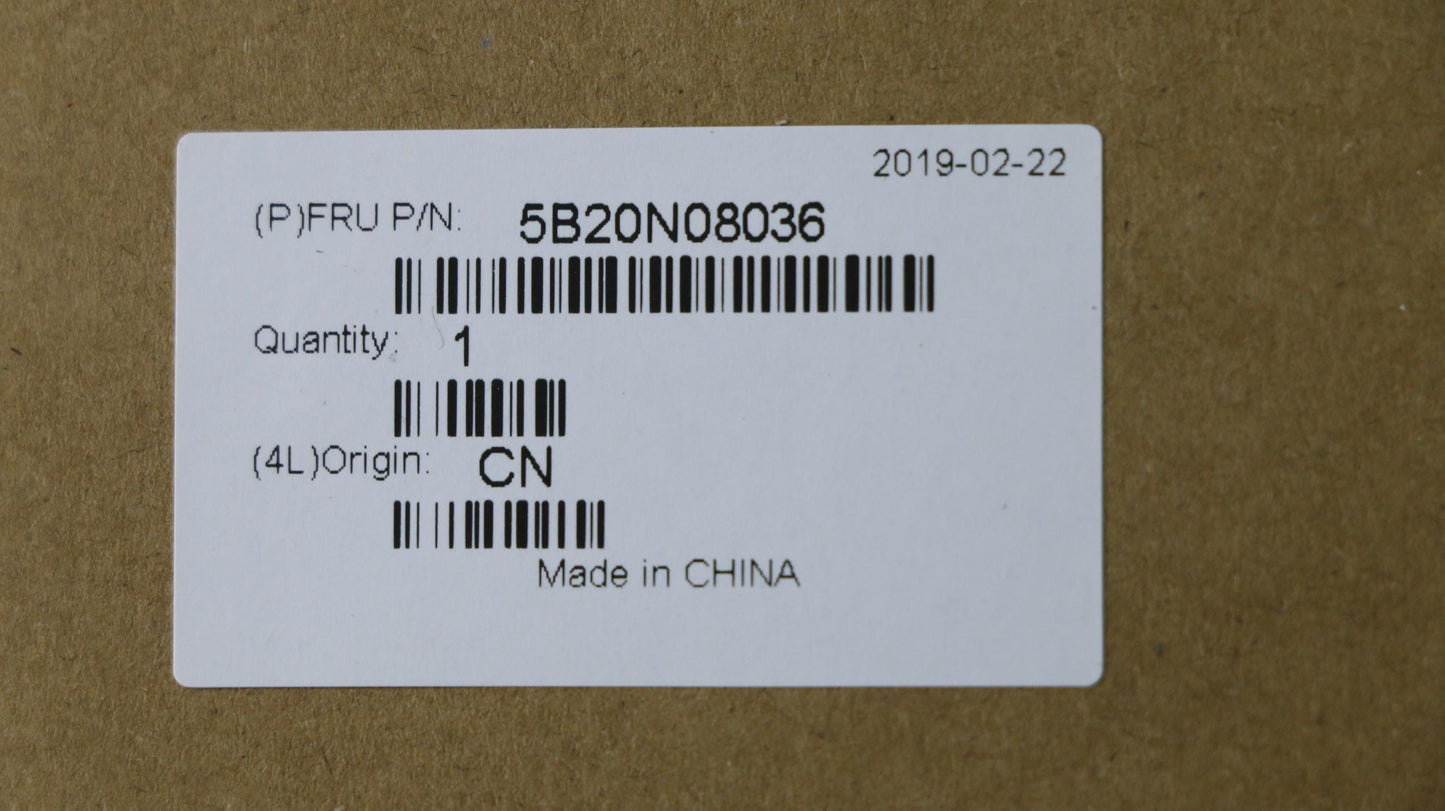 2019-02-22
(P)FRU P/N: 5B20N08036
Quantity: 1
(4L)Origin: CN
Made in CHINA